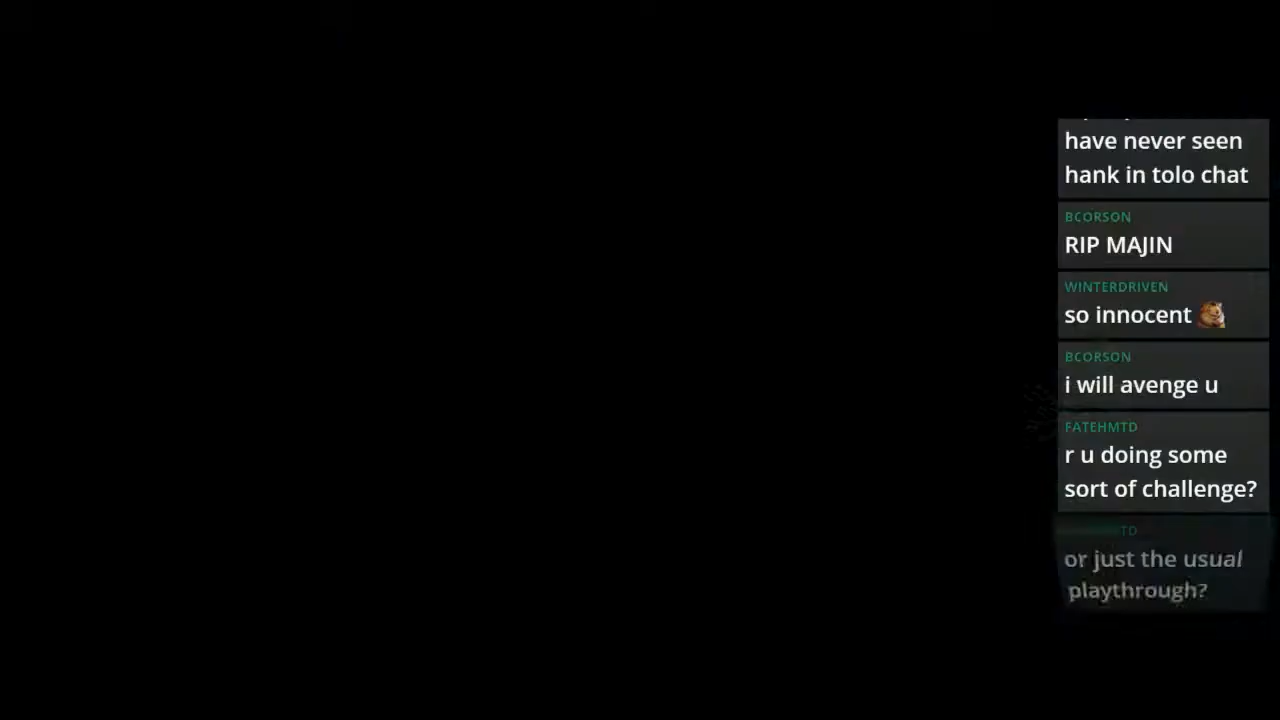 have never seen
hank in tolo chat
BCORSON
RIP MAJIN
WINTERDRIVEN
so innocent
BCORSON
i will avenge u
FATEHMTD
r u doing some
sort of challenge?
or just the usual
playthrough?